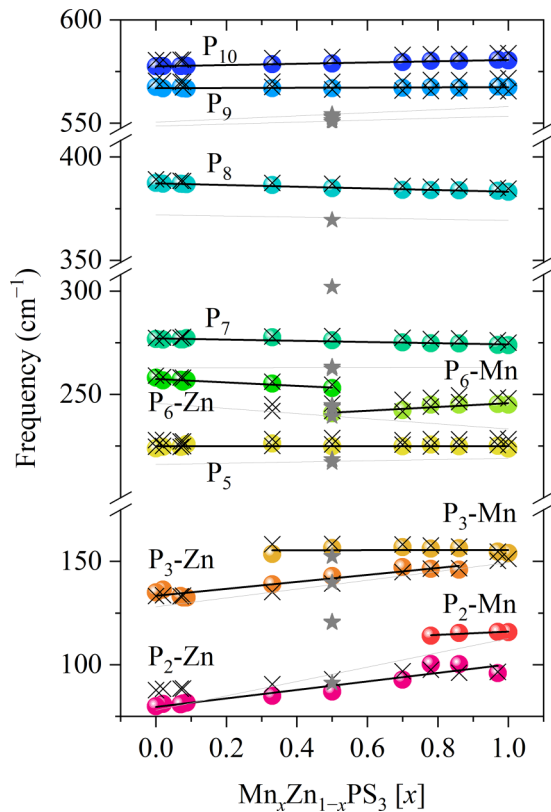 600
P₁₀
P₉
550
400
P₈
350
300
P₇
P₆-Mn
250
P₆-Zn
P₅
Frequency (cm⁻¹)
P₃-Mn
150
P₃-Zn
P₂-Mn
P₂-Zn
100
0.0 0.2 0.4 0.6 0.8 1.0
MnₓZn₁₋ₓPS₃ [x]